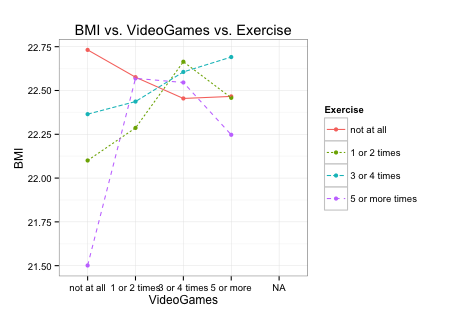 BMI vs. VideoGames vs. Exercise
22.75
22.50
22.25
22.00
21.75
21.50
BMI
not at all 1 or 2 times 3 or 4 times 5 or more NA
VideoGames
Exercise
not at all
1 or 2 times
3 or 4 times
5 or more times